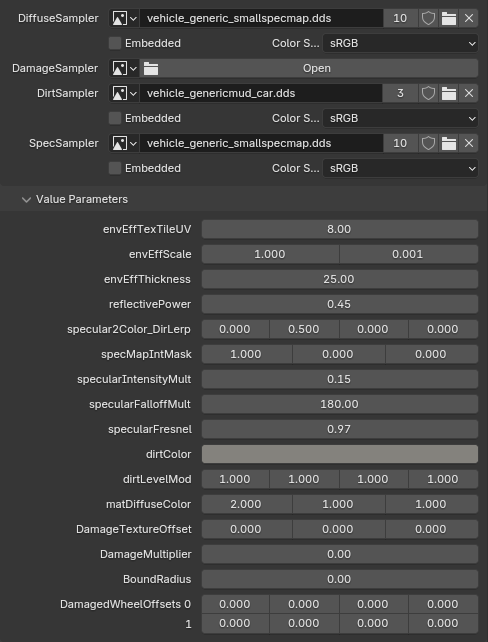 DiffuseSampler vehicle_generic_smallspecmap.dds 10
Embedded Color S... sRGB
DamageSampler Open
DirtSampler vehicle_genericmud_car.dds 3
Embedded Color S... sRGB
SpecSampler vehicle_generic_smallspecmap.dds 10
Embedded Color S... sRGB
Value Parameters
envEffTexTileUV 8.00
envEffScale 1.000 0.001
envEffThickness 25.00
reflectivePower 0.45
specular2Color_DirLerp 0.000 0.500 0.000 0.000
specMapIntMask 1.000 0.000 0.000
specularIntensityMult 0.15
specularFalloffMult 180.00
specularFresnel 0.97
dirtColor
dirtLevelMod 1.000 1.000 1.000 1.000
matDiffuseColor 2.000 1.000 1.000
DamageTextureOffset 0.000 0.000 0.000
DamageMultiplier 0.00
BoundRadius 0.00
DamagedWheelOffsets 0 0.000 0.000 0.000 0.000
1 0.000 0.000 0.000 0.000